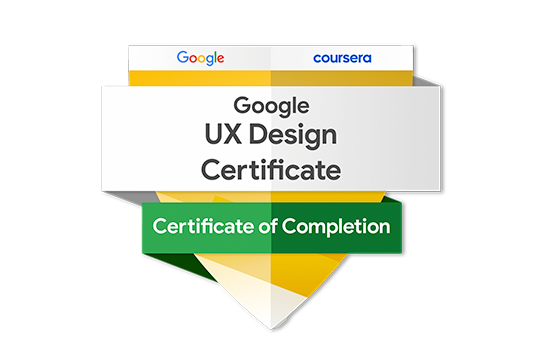 Google coursera
Google
UX Design
Certificate
Certificate of Completion